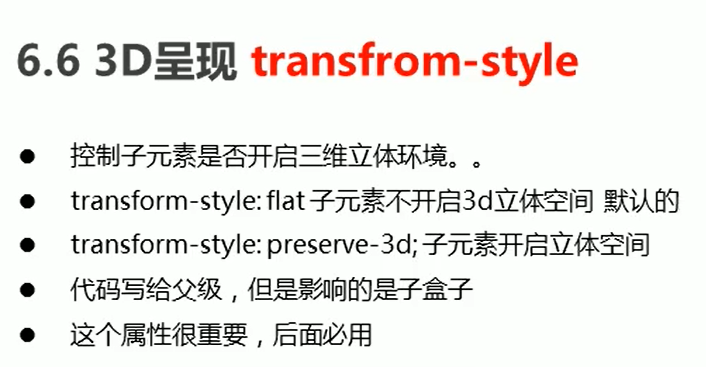 6.6 3D呈现 transfrom-style
● 控制子元素是否开启三维立体环境。。
● transform-style: flat 子元素不开启3d立体空间 默认的
● transform-style: preserve-3d; 子元素开启立体空间
● 代码写给父级，但是影响的是子盒子
● 这个属性很重要，后面必用